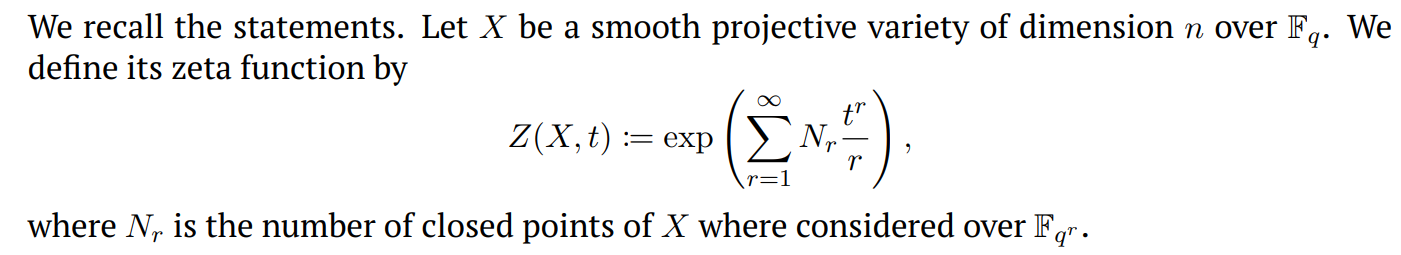 We recall the statements. Let X be a smooth projective variety of dimension n over 𝔽_q. We
define its zeta function by
Z(X, t) := exp ( ∑_{r=1}^{∞} N_r t^r / r ) ,
where N_r is the number of closed points of X where considered over 𝔽_{q^r}.